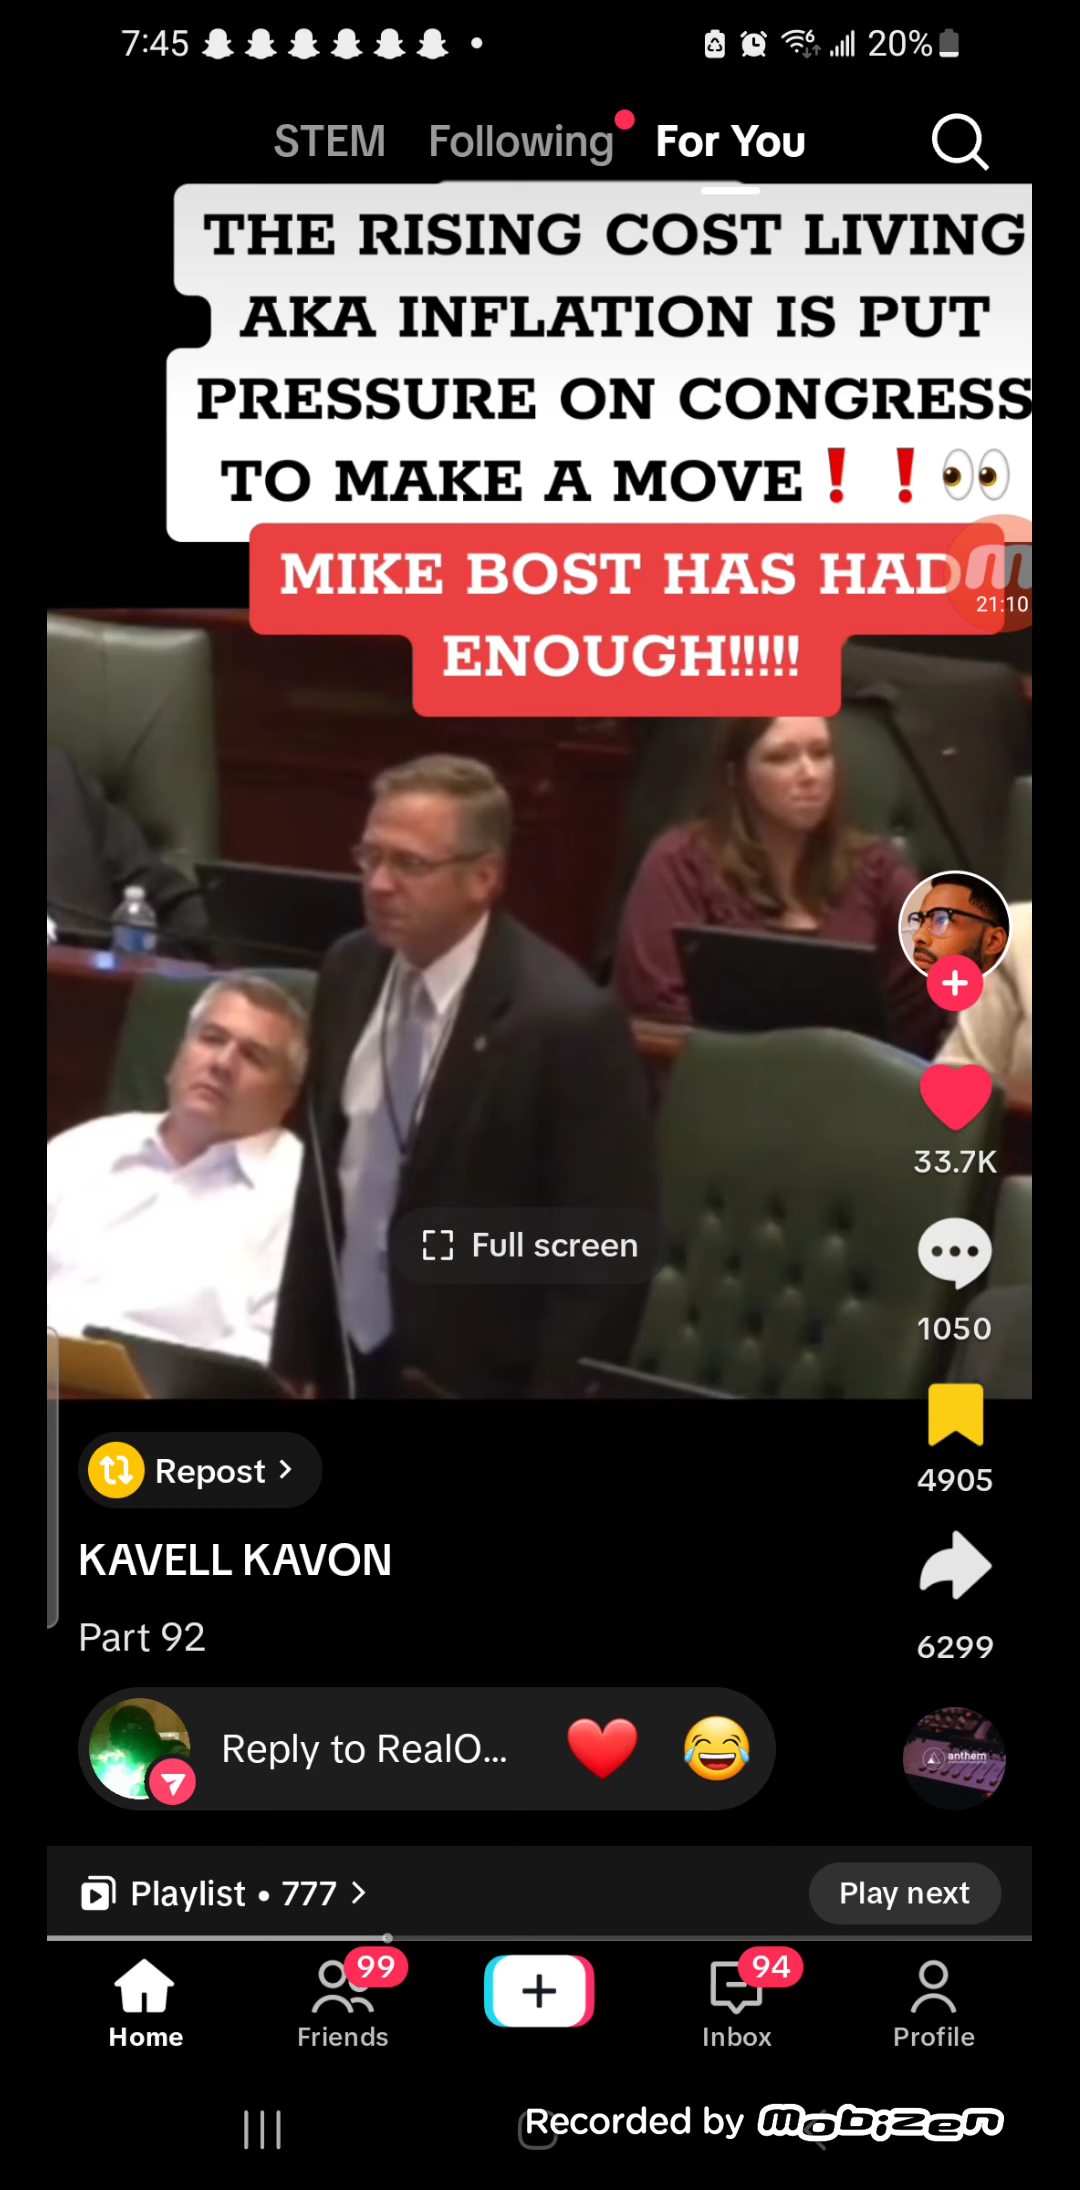 7:45
20%
STEM Following For You
THE RISING COST LIVING
AKA INFLATION IS PUT
PRESSURE ON CONGRESS
TO MAKE A MOVE❗❗👀
MIKE BOST HAS HAD
21:10
ENOUGH!!!!!
33.7K
Full screen
1050
4905
Repost >
KAVELL KAVON
Part 92
6299
Reply to RealO...
anthem
Playlist • 777 >
Play next
99
94
Home
Friends
Inbox
Profile
Recorded by mobizen